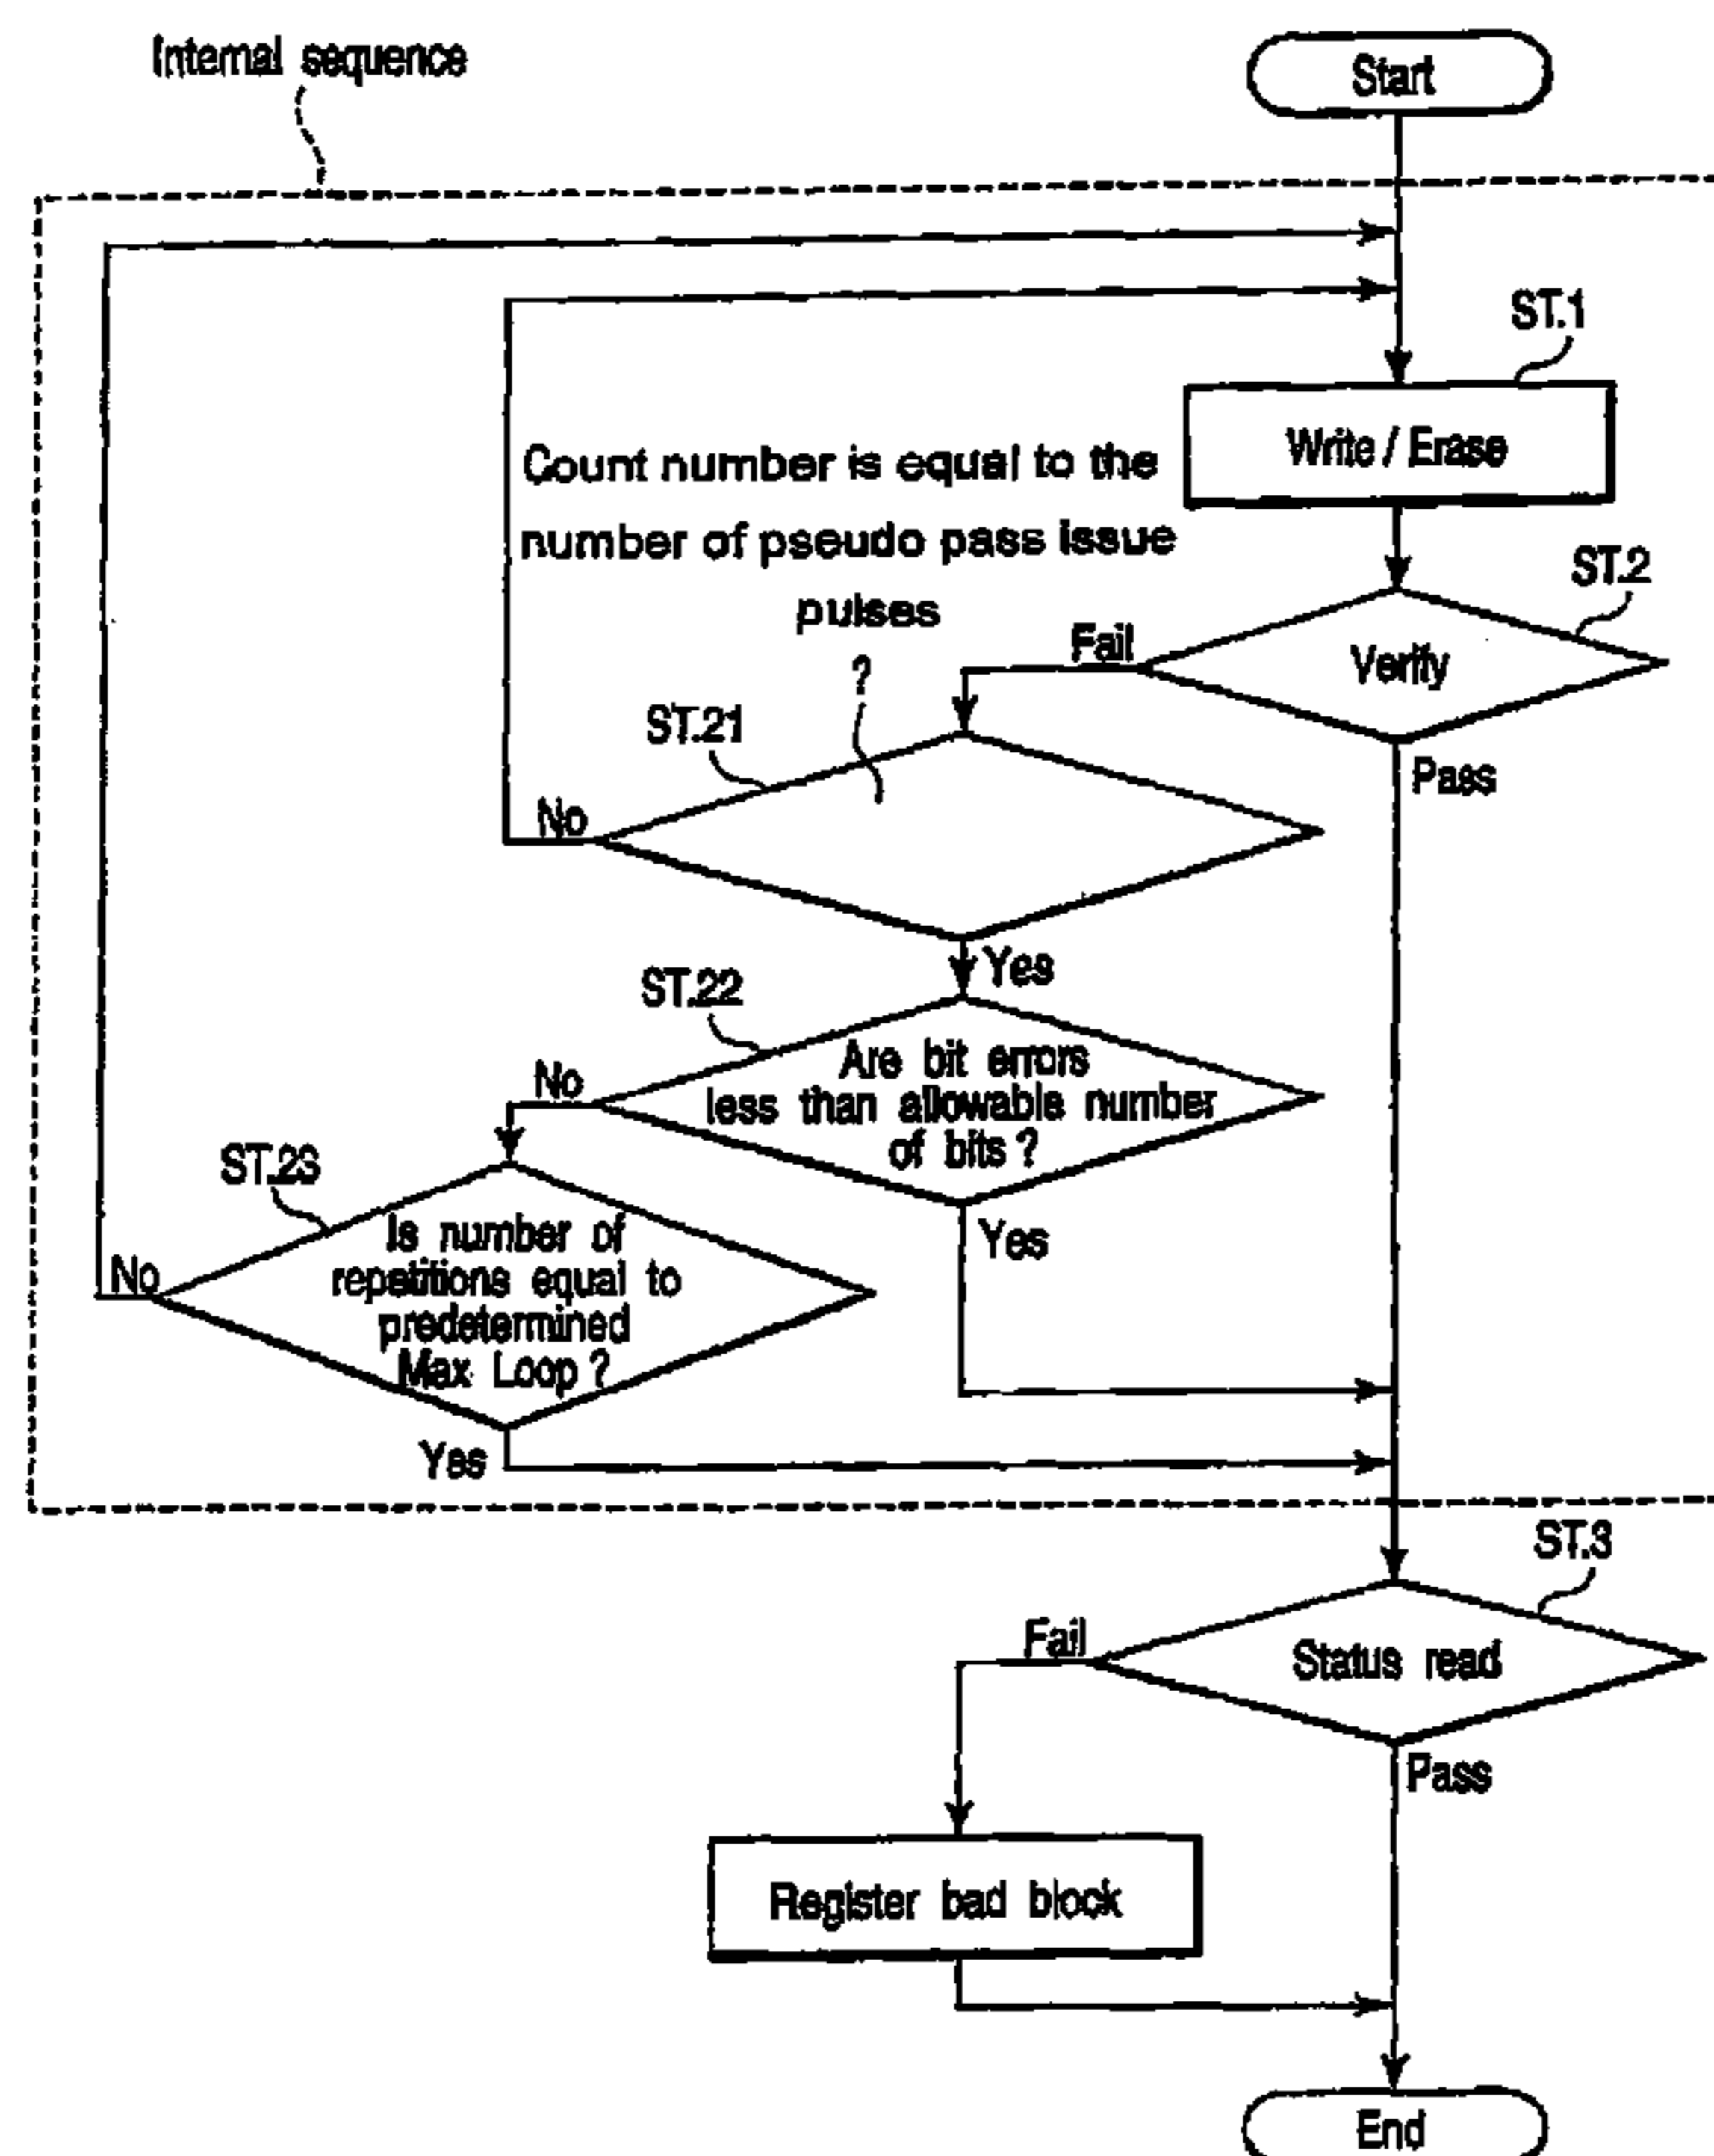 Internal sequence
Start
ST.1
Write / Erase
Count number is equal to the
number of pseudo pass issue
pulses
?
ST.2
Verify
Fail
Pass
ST.21
No
Yes
ST.22
Are bit errors
less than allowable number
of bits ?
No
Yes
ST.23
Is number of
repetitions equal to
predetermined
Max Loop ?
No
Yes
ST.3
Status read
Fail
Pass
Register bad block
End